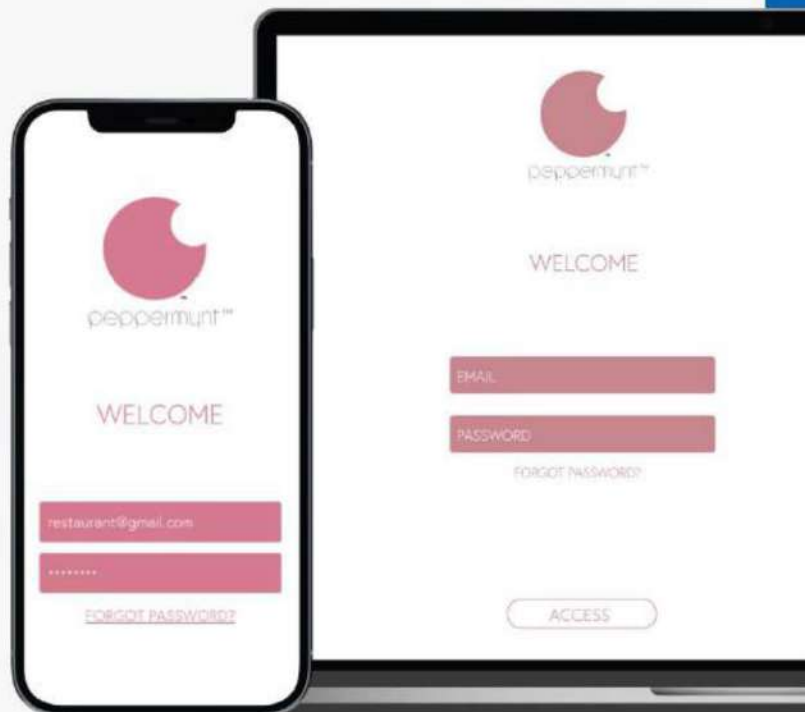 peppermynt™
WELCOME
restaurant@gmail.com
••••••••
FORGOT PASSWORD?
peppermynt™
WELCOME
EMAIL
PASSWORD
FORGOT PASSWORD?
ACCESS